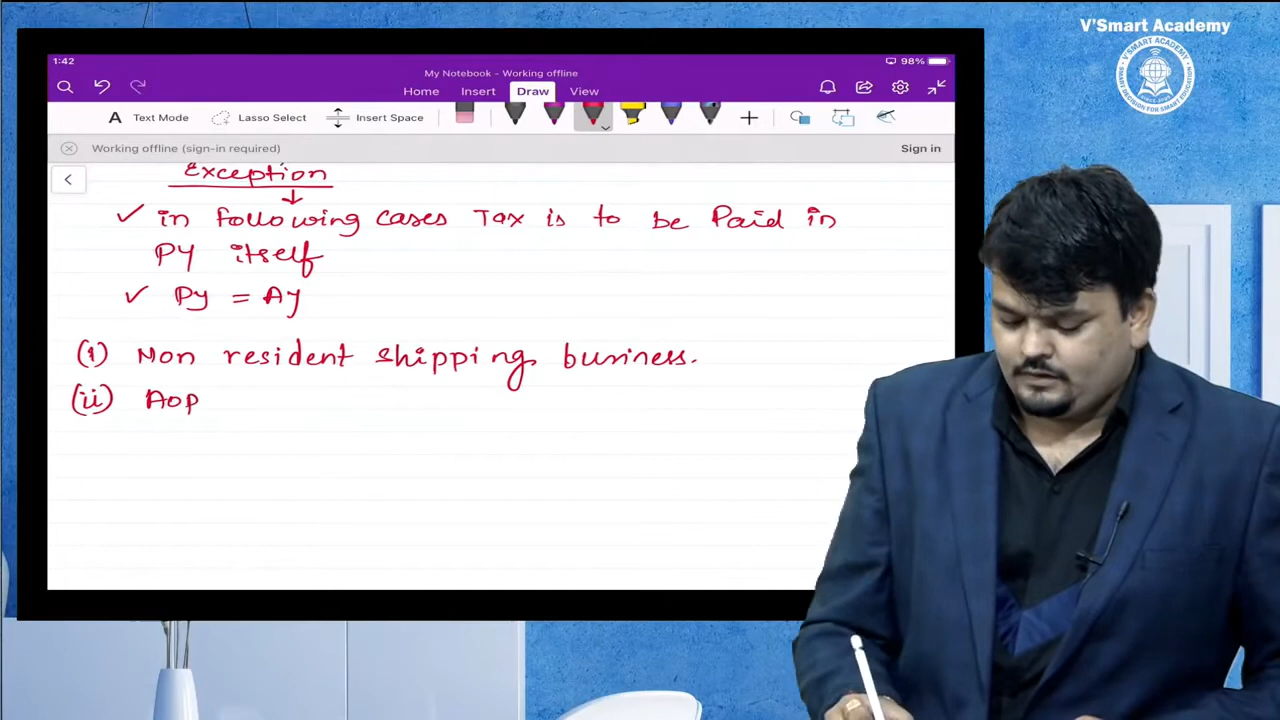 V'Smart Academy
1:42
98%
My Notebook - Working offline
Home Insert Draw View
A Text Mode Lasso Select Insert Space
Working offline (sign-in required) Sign in
Exception
✓ in following cases Tax is to be Paid in
PY itself
✓ Py = Ay
(i) Non resident shipping business.
(ii) AOP